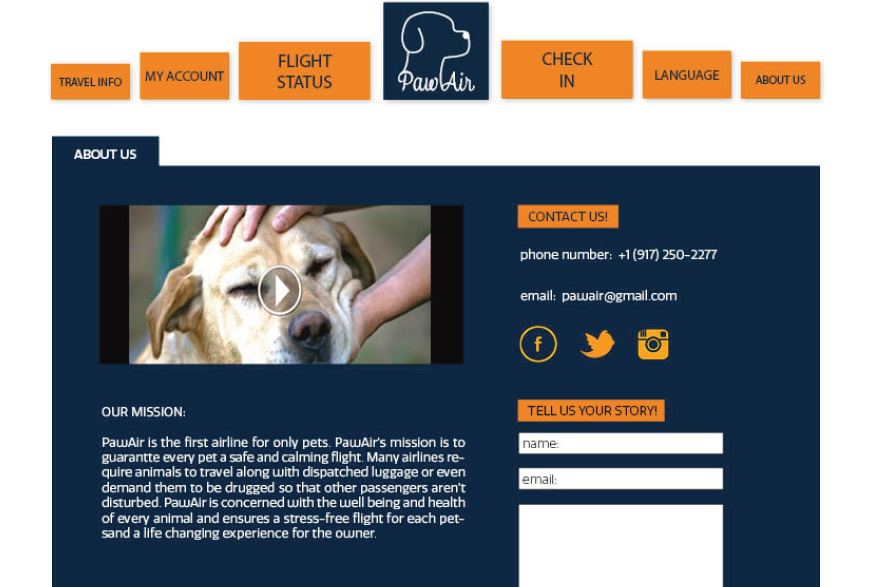 TRAVEL INFO
MY ACCOUNT
FLIGHT
STATUS
PawAir
CHECK
IN
LANGUAGE
ABOUT US
ABOUT US
CONTACT US!
phone number: +1 (917) 250-2277
email: pawair@gmail.com
f
OUR MISSION:
PawAir is the first airline for only pets. PawAir's mission is to
guarantte every pet a safe and calming flight. Many airlines re-
quire animals to travel along with dispatched luggage or even
demand them to be drugged so that other passengers aren't
disturbed. PawAir is concerned with the well being and health
of every animal and ensures a stress-free flight for each pet-
sand a life changing experience for the owner.
TELL US YOUR STORY!
name:
email: